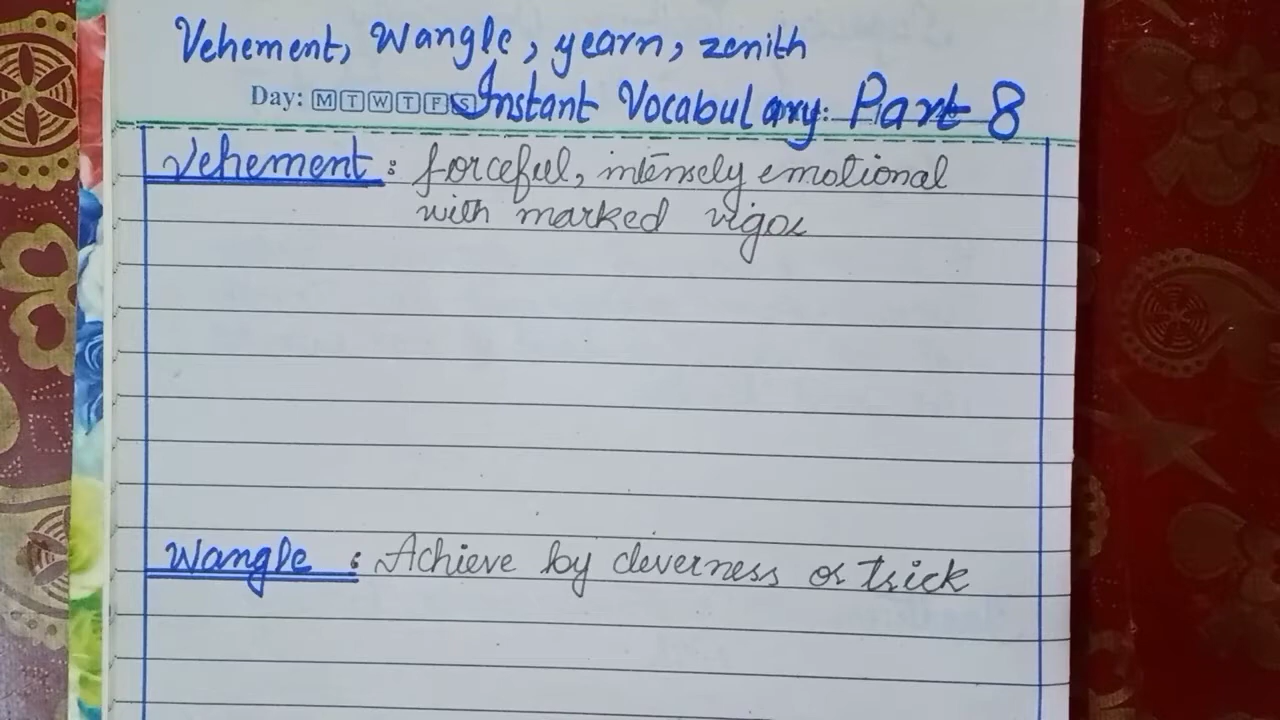 Vehement, Wangle, yearn, zenith
Day: M T W T F S Instant Vocabulary: Part 8
Vehement: forceful, intensely emotional
with marked vigor
Wangle : Achieve by cleverness or trick